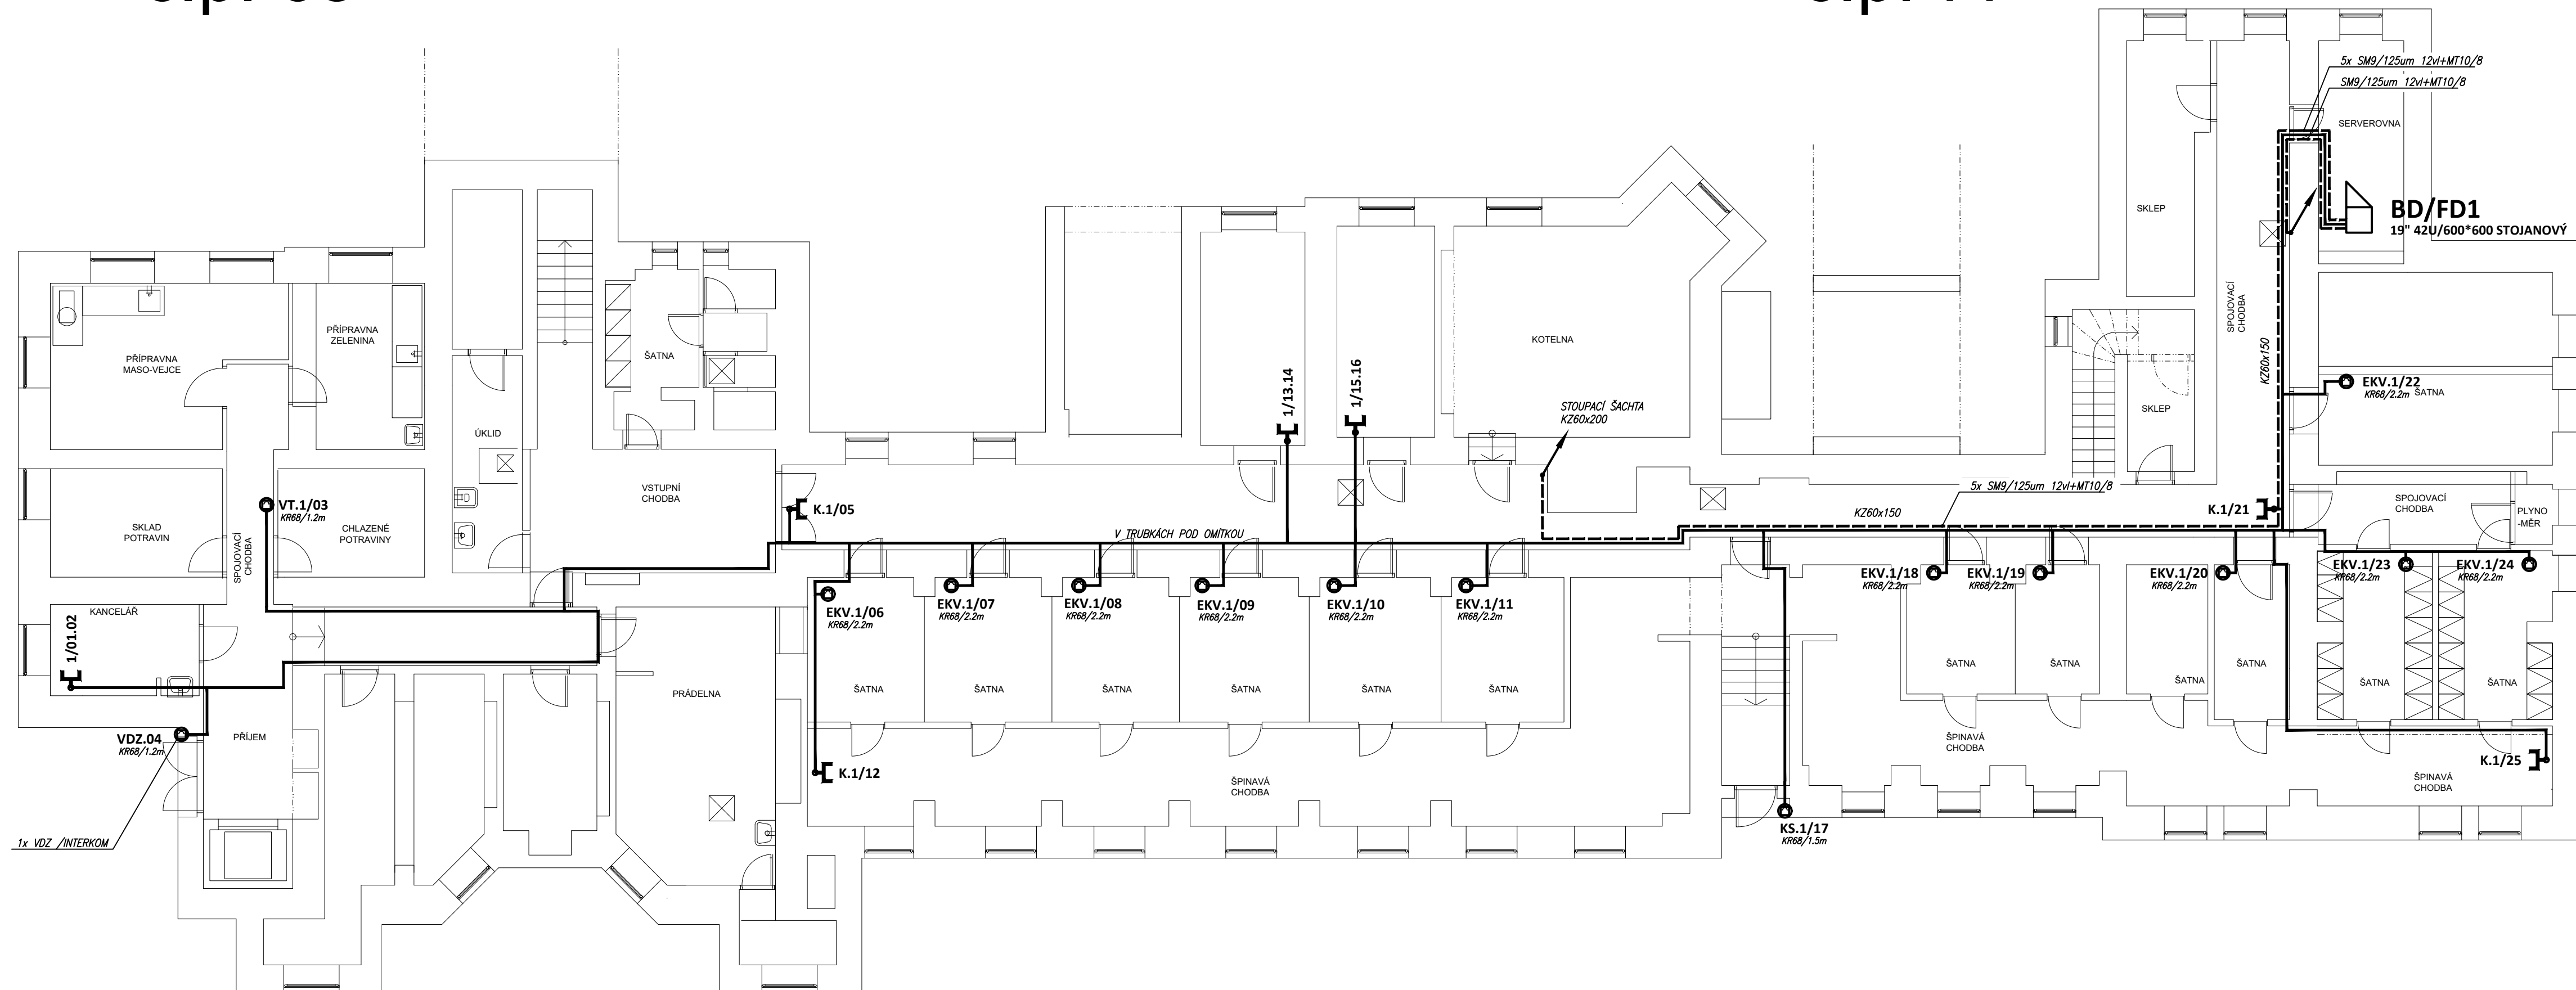 5x SM9/125um 12vl+MT10/8
SM9/125um 12vl+MT10/8
SERVEROVNA
BD/FD1
19" 42U/600*600 STOJANOVÝ
SKLEP
SPOJOVACÍ
CHODBA
KZ60x150
PŘÍPRAVNA
MASO-VEJCE
PŘÍPRAVNA
ZELENINA
ŠATNA
KOTELNA
1/13.14
1/15.16
STOUPACÍ ŠACHTA
KZ60x200
SKLEP
EKV.1/22
KR68/2.2m
ŠATNA
ÚKLID
VSTUPNÍ
CHODBA
VT.1/03
KR68/1.2m
SKLAD
POTRAVIN
SPOJOVACÍ
CHODBA
CHLAZENÉ
POTRAVINY
K.1/05
V TRUBKÁCH POD OMÍTKOU
5x SM9/125um 12vl+MT10/8
KZ60x150
K.1/21
SPOJOVACÍ
CHODBA
PLYNO
-MĚR
KANCELÁŘ
1/01.02
EKV.1/06
KR68/2.2m
EKV.1/07
KR68/2.2m
EKV.1/08
KR68/2.2m
EKV.1/09
KR68/2.2m
EKV.1/10
KR68/2.2m
EKV.1/11
KR68/2.2m
EKV.1/18
KR68/2.2m
EKV.1/19
KR68/2.2m
EKV.1/20
KR68/2.2m
EKV.1/23
KR68/2.2m
EKV.1/24
KR68/2.2m
PRÁDELNA
ŠATNA
ŠATNA
ŠATNA
ŠATNA
ŠATNA
ŠATNA
ŠATNA
ŠATNA
ŠATNA
ŠATNA
ŠATNA
ŠATNA
VDZ.04
KR68/1.2m
PŘÍJEM
1x VDZ /INTERKOM
K.1/12
ŠPINAVÁ
CHODBA
KS.1/17
KR68/1.5m
ŠPINAVÁ
CHODBA
K.1/25
ŠPINAVÁ
CHODBA